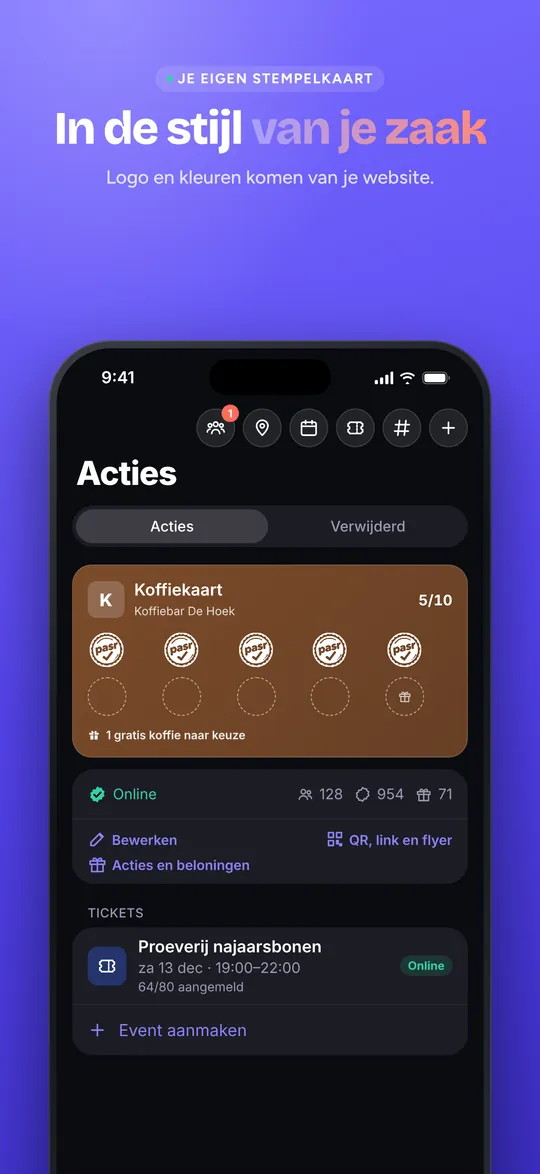 JE EIGEN STEMPELKAART
In de stijl van je zaak
Logo en kleuren komen van je website.
9:41
1
Acties
Acties
Verwijderd
K
Koffiekaart
Koffiebar De Hoek
5/10
pasr
pasr
pasr
pasr
pasr
1 gratis koffie naar keuze
Online
128
954
71
Bewerken
QR, link en flyer
Acties en beloningen
TICKETS
Proeverij najaarsbonen
za 13 dec · 19:00–22:00
64/80 aangemeld
Online
Event aanmaken